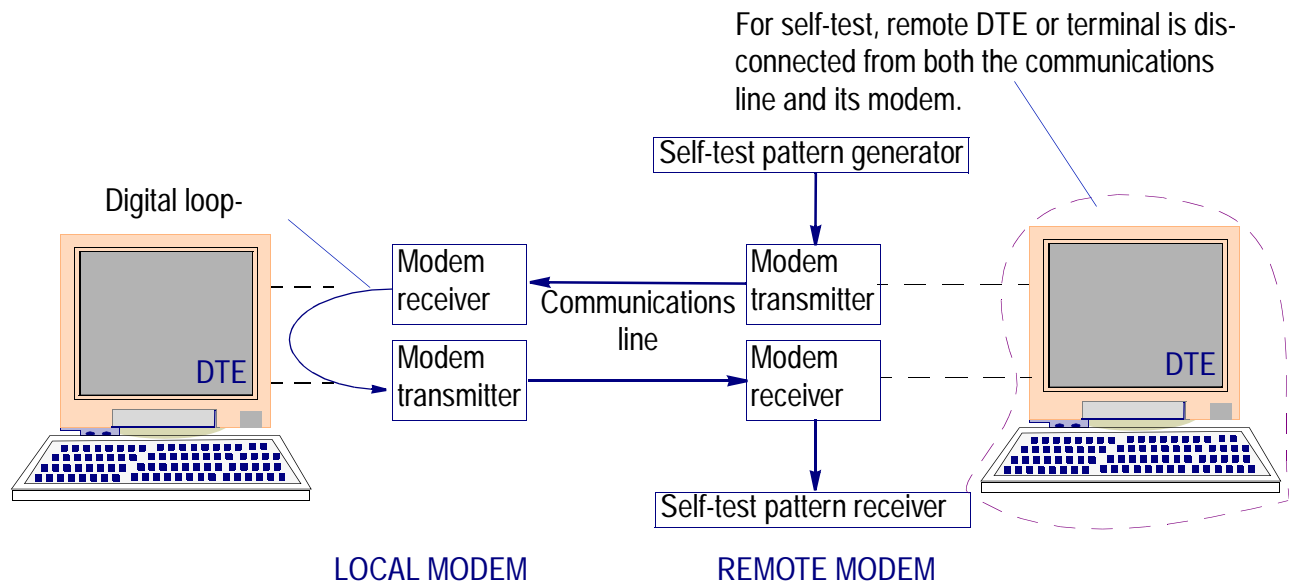 For self-test, remote DTE or terminal is dis-
connected from both the communications
line and its modem.
Self-test pattern generator
Digital loop-
Modem
receiver
Communications
line
Modem
transmitter
DTE
Modem
transmitter
Modem
receiver
DTE
Self-test pattern receiver
LOCAL MODEM
REMOTE MODEM